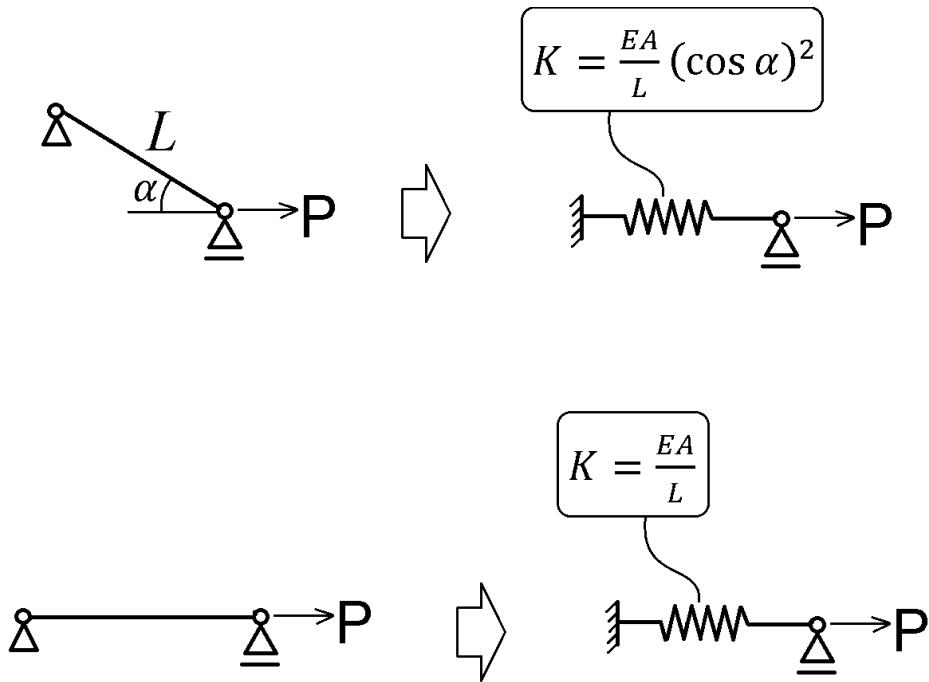 K = EA/L (cos α)²
L
α
P
P
K = EA/L
P
P